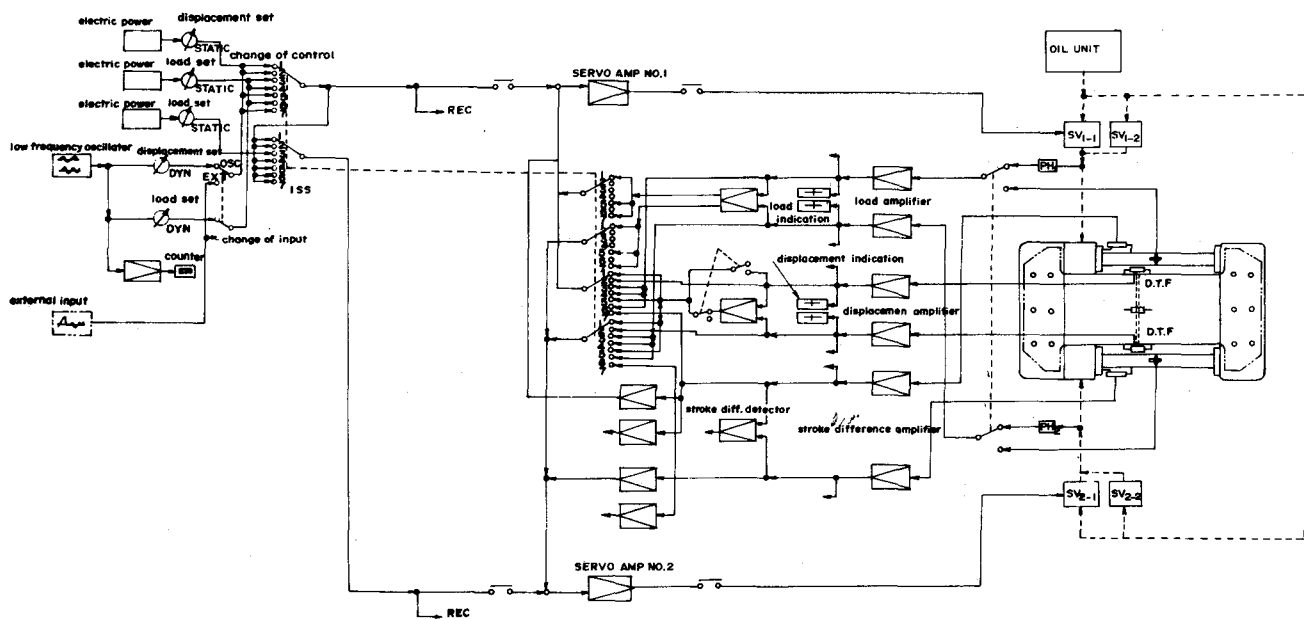 electric power
displacement set
STATIC
electric power
load set
STATIC
change of control
electric power
load set
STATIC
low frequency oscillator
displacement set
DYN
OSC
EXT
ISS
load set
DYN
change of input
counter
external input
REC
SERVO AMP NO.1
OIL UNIT
SV1-1
SV1-2
PH
load amplifier
load indication
displacement indication
displacemen amplifier
D.T.F
D.T.F
stroke diff. detector
stroke difference amplifier
PH2
SV2-1
SV2-2
SERVO AMP NO.2
REC